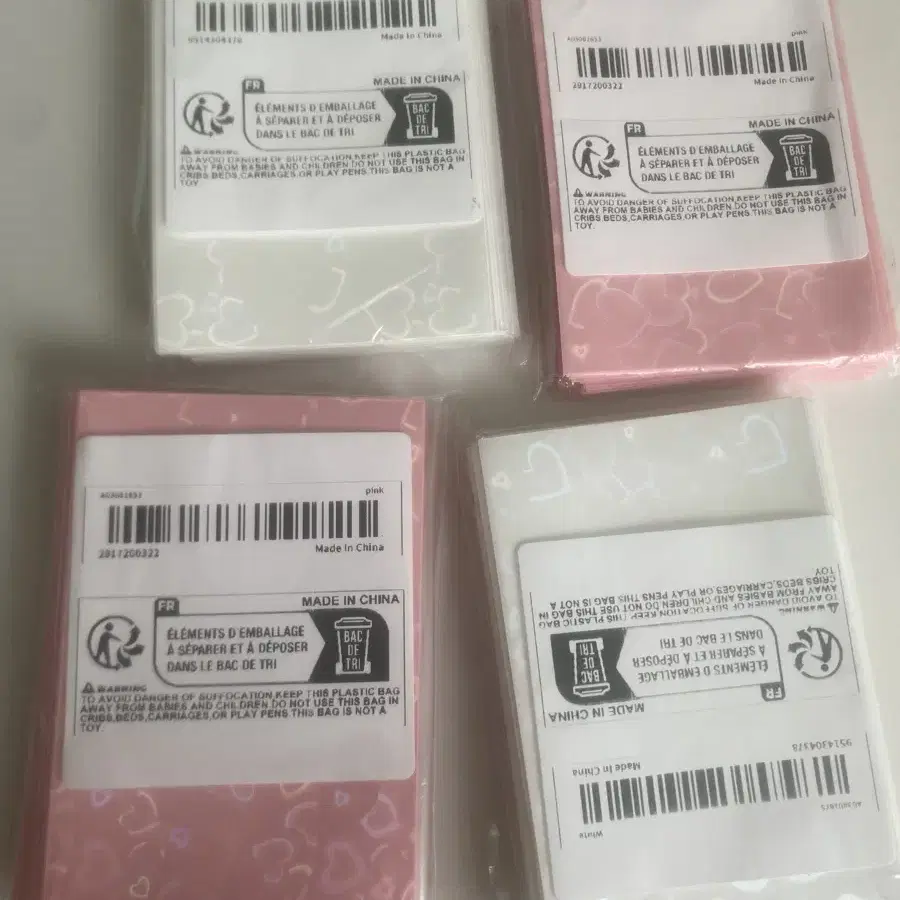 9514304378
Made In China
MADE IN CHINA
FR
ÉLÉMENTS D'EMBALLAGE
À SÉPARER ET À DÉPOSER
DANS LE BAC DE TRI
BAC
DE
TRI
WARNING
TO AVOID DANGER OF SUFFOCATION,KEEP THIS PLASTIC BAG
AWAY FROM BABIES AND CHILDREN.DO NOT USE THIS BAG IN
CRIBS,BEDS,CARRIAGES,OR PLAY PENS.THIS BAG IS NOT A
TOY.
pink
2017200322
Made In China
MADE IN CHINA
FR
ÉLÉMENTS D'EMBALLAGE
À SÉPARER ET À DÉPOSER
DANS LE BAC DE TRI
BAC
DE
TRI
WARNING
TO AVOID DANGER OF SUFFOCATION,KEEP THIS PLASTIC BAG
AWAY FROM BABIES AND CHILDREN.DO NOT USE THIS BAG IN
CRIBS,BEDS,CARRIAGES,OR PLAY PENS.THIS BAG IS NOT A
TOY.
pink
2017200322
Made In China
MADE IN CHINA
FR
ÉLÉMENTS D'EMBALLAGE
À SÉPARER ET À DÉPOSER
DANS LE BAC DE TRI
BAC
DE
TRI
WARNING
TO AVOID DANGER OF SUFFOCATION,KEEP THIS PLASTIC BAG
AWAY FROM BABIES AND CHILDREN.DO NOT USE THIS BAG IN
CRIBS,BEDS,CARRIAGES,OR PLAY PENS.THIS BAG IS NOT A
TOY.
White
9514304378
Made In China
MADE IN CHINA
FR
ÉLÉMENTS D'EMBALLAGE
À SÉPARER ET À DÉPOSER
DANS LE BAC DE TRI
BAC
DE
TRI
WARNING
TO AVOID DANGER OF SUFFOCATION,KEEP THIS PLASTIC BAG
AWAY FROM BABIES AND CHILDREN.DO NOT USE THIS BAG IN
CRIBS,BEDS,CARRIAGES,OR PLAY PENS.THIS BAG IS NOT A
TOY.